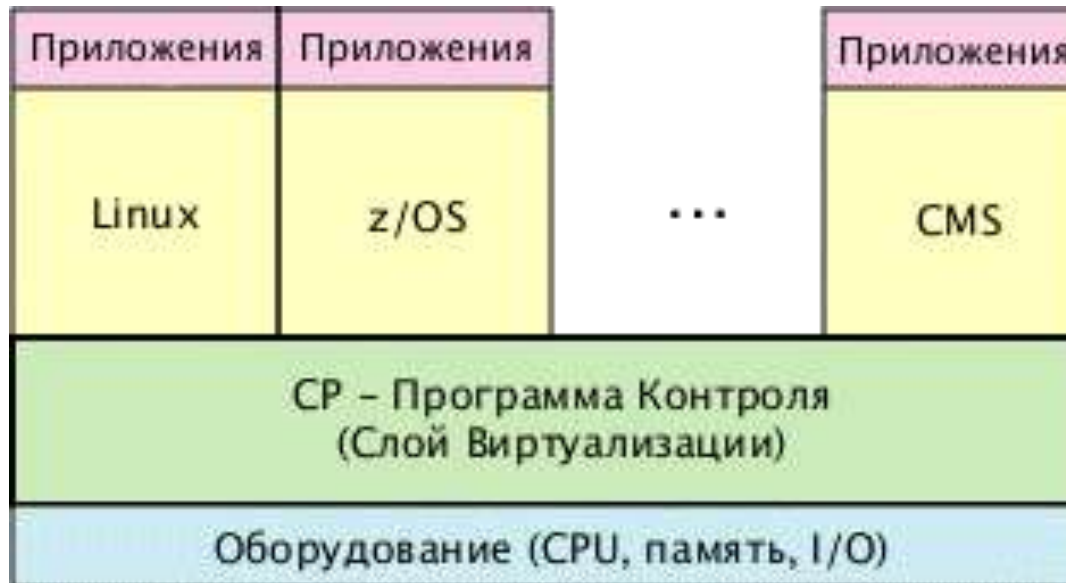 Приложения
Приложения
Приложения
Linux
z/OS
...
CMS
CP – Программа Контроля
(Слой Виртуализации)
Оборудование (CPU, память, I/O)